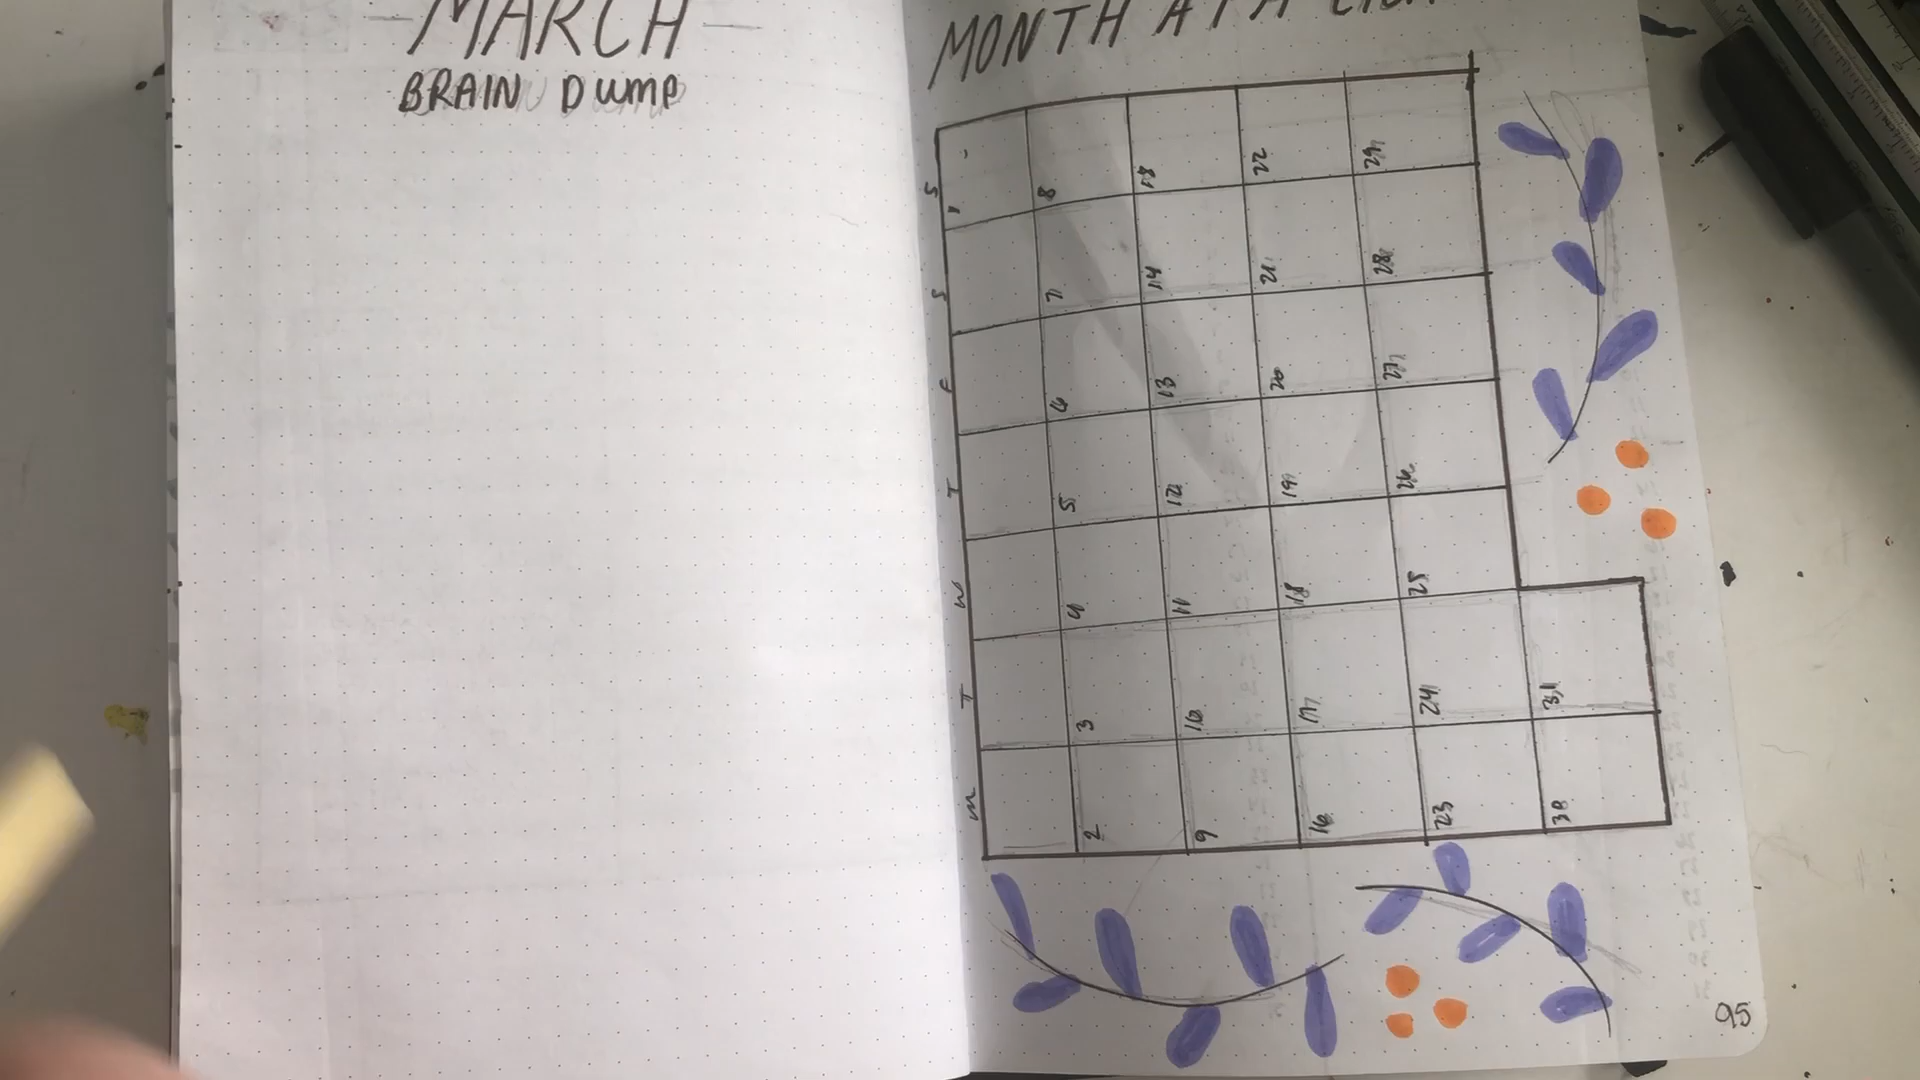 MARCH
BRAIN DUMP
MONTH AT A
M T W T F S S
1
2 3 4 5 6 7 8
9 10 11 12 13 14 15
16 17 18 19 20 21 22
23 24 25 26 27 28 29
30 31
95